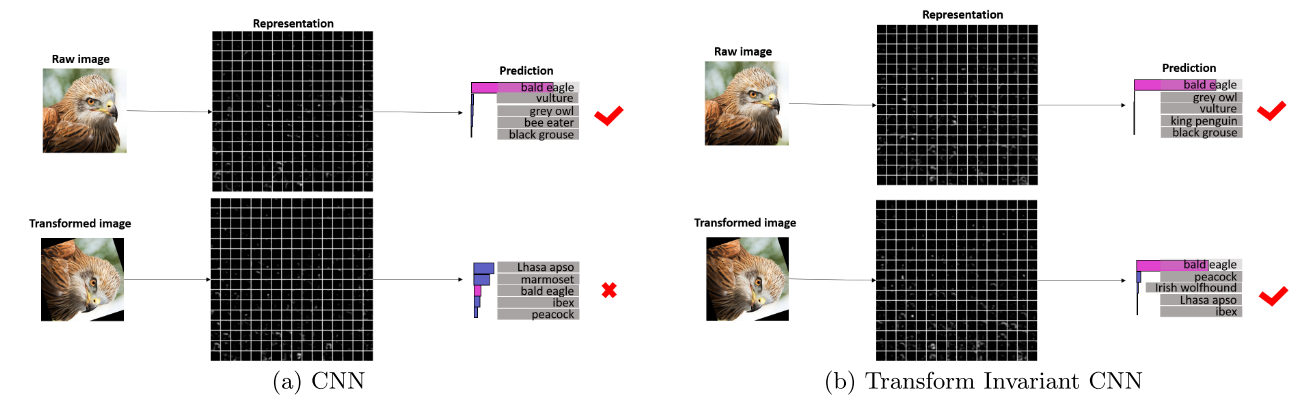 Representation
Raw image
Prediction
bald eagle
vulture
grey owl
bee eater
black grouse
Transformed image
Lhasa apso
marmoset
bald eagle
ibex
peacock
(a) CNN
Representation
Raw image
Prediction
bald eagle
grey owl
vulture
king penguin
black grouse
Transformed image
bald eagle
peacock
Irish wolfhound
Lhasa apso
ibex
(b) Transform Invariant CNN